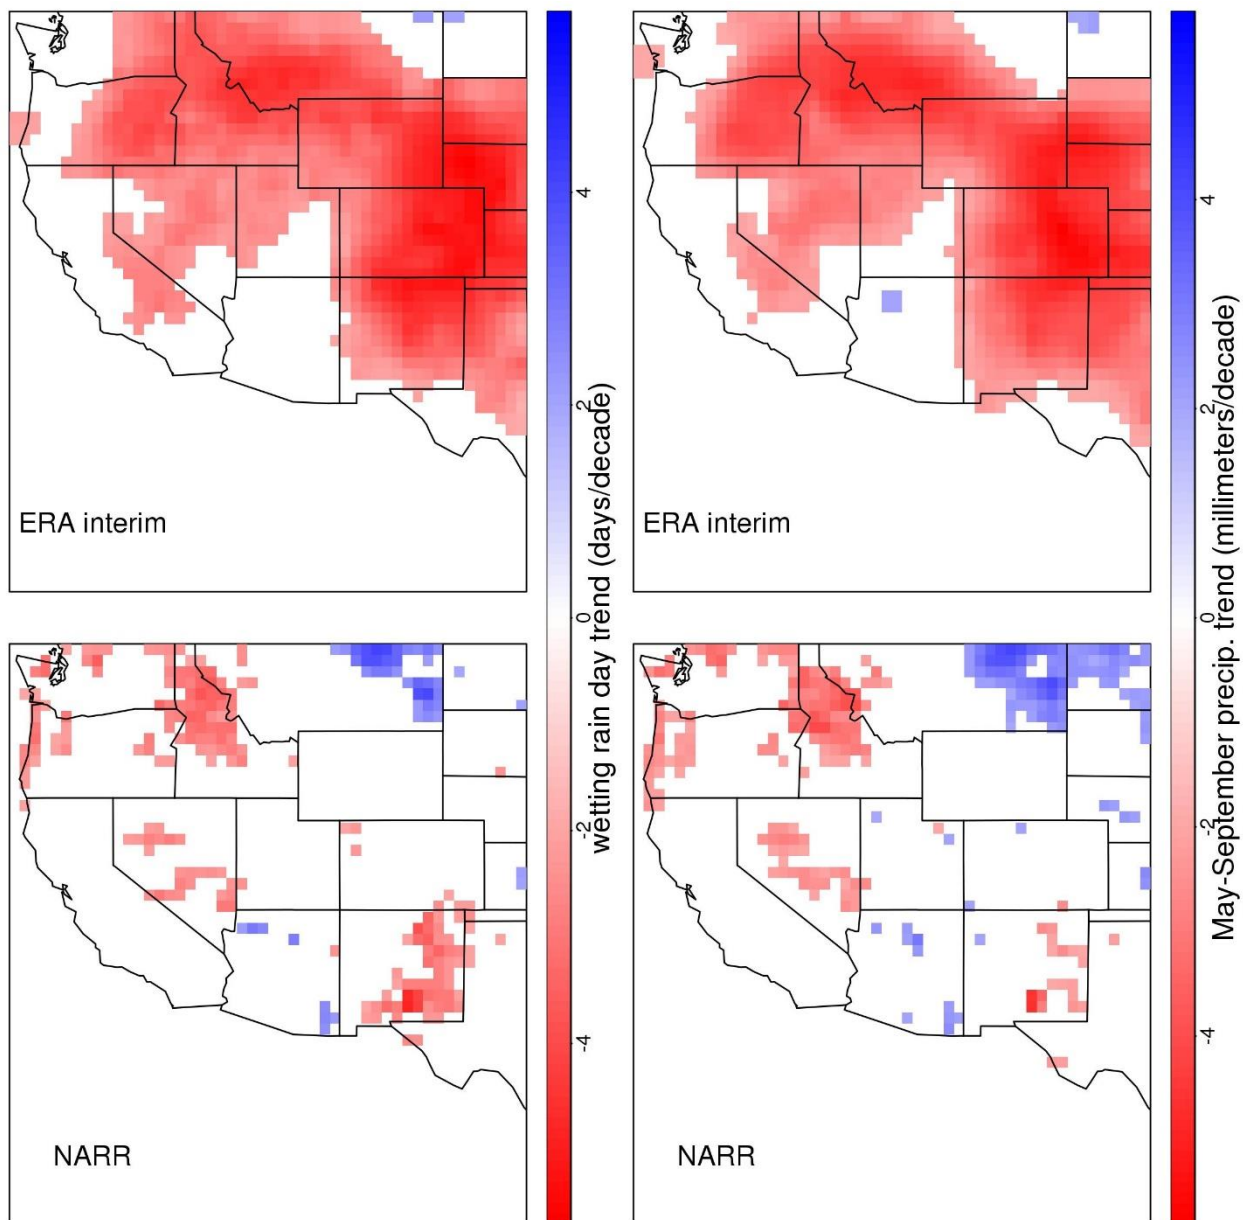 ERA interim
NARR
4
2
0
-2
-4
wetting rain day trend (days/decade)
ERA interim
NARR
4
2
0
-2
-4
May-September precip. trend (millimeters/decade)